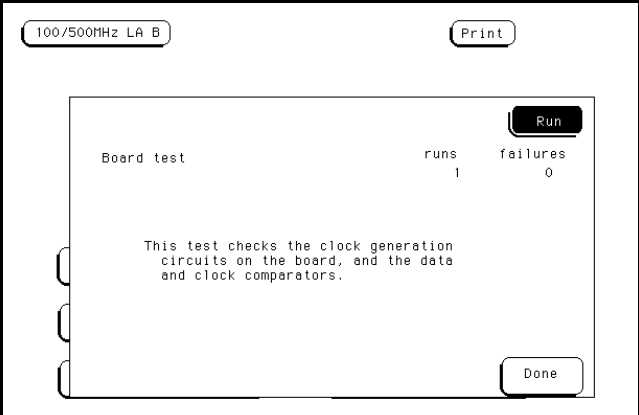 100/500MHz LA B
Print
Run
Board test
runs
failures
1
0
This test checks the clock generation
circuits on the board, and the data
and clock comparators.
Done